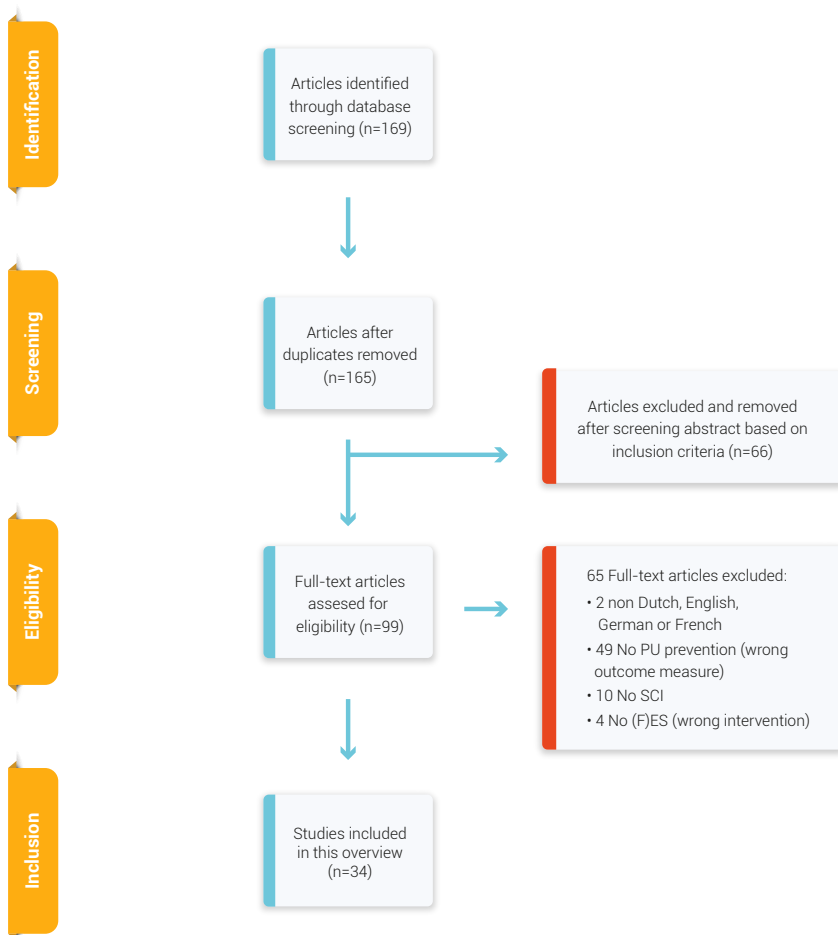 Identification
Articles identified
through database
screening (n=169)
Screening
Articles after
duplicates removed
(n=165)
Articles excluded and removed
after screening abstract based on
inclusion criteria (n=66)
Eligibility
Full-text articles
assesed for
eligibility (n=99)
65 Full-text articles excluded:
• 2 non Dutch, English,
German or French
• 49 No PU prevention (wrong
outcome measure)
• 10 No SCI
• 4 No (F)ES (wrong intervention)
Inclusion
Studies included
in this overview
(n=34)